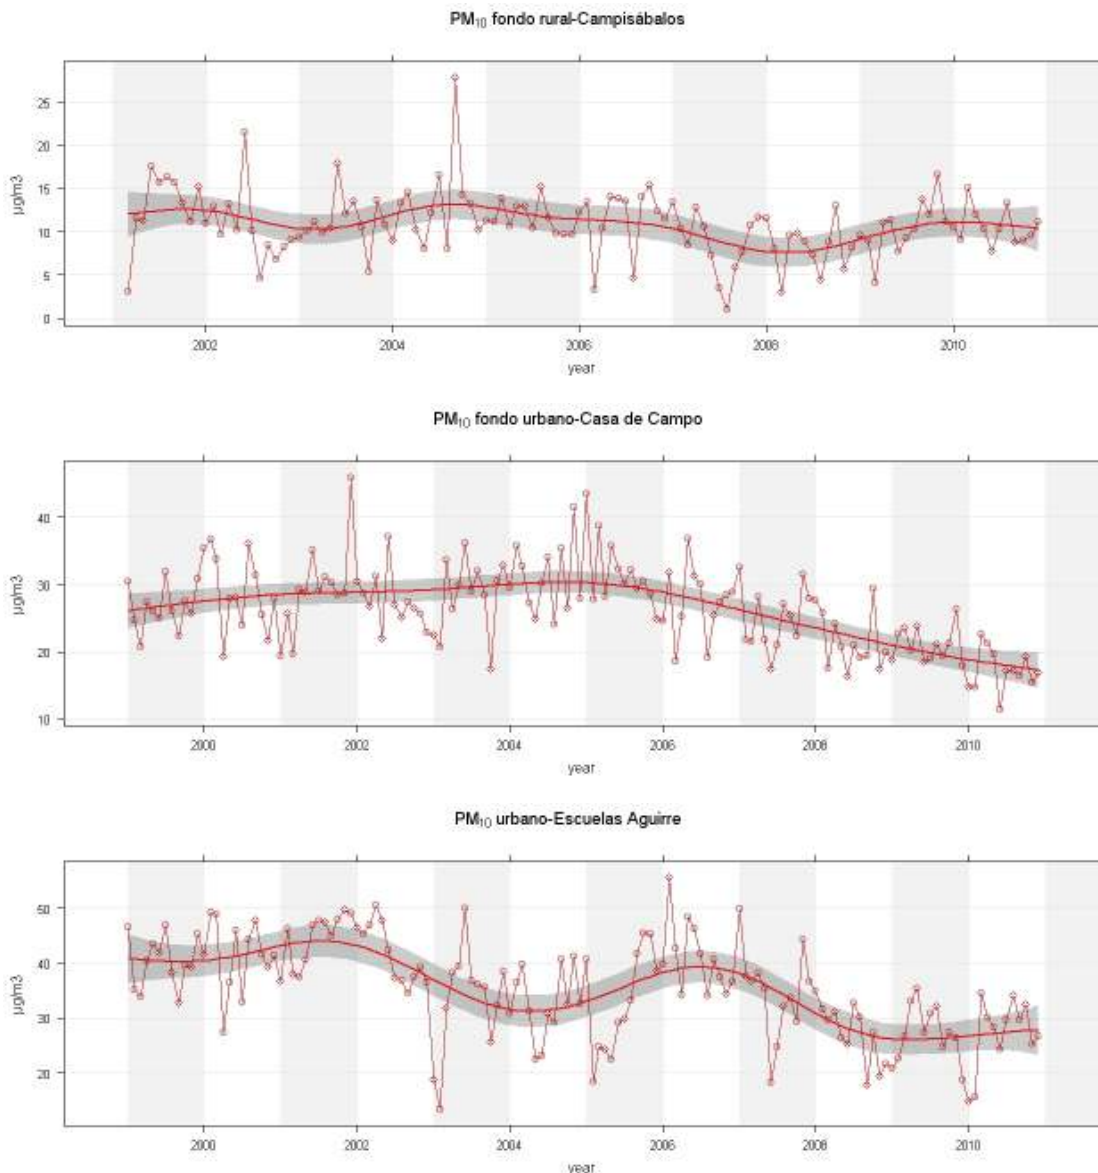 PM₁₀ fondo rural-Campisábalos
25
20
15
10
5
0
µg/m3
2002 2004 2006 2008 2010
year
PM₁₀ fondo urbano-Casa de Campo
40
30
20
10
µg/m3
2000 2002 2004 2006 2008 2010
year
PM₁₀ urbano-Escuelas Aguirre
50
40
30
20
µg/m3
2000 2002 2004 2006 2008 2010
year